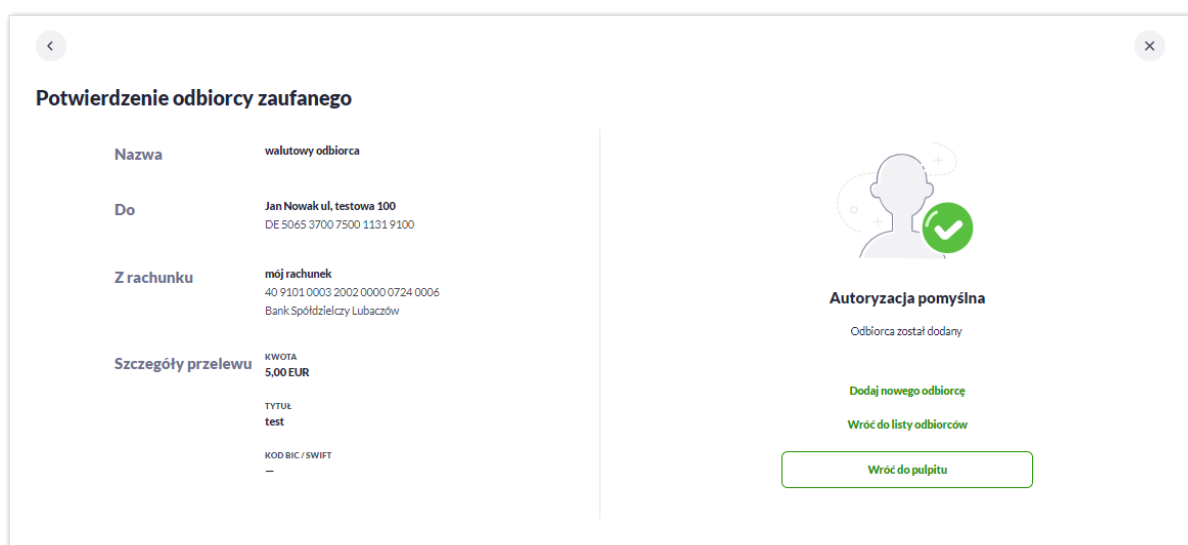 Potwierdzenie odbiorcy zaufanego
Nazwa
walutowy odbiorca
Do
Jan Nowak ul, testowa 100
DE 5065 3700 7500 1131 9100
Z rachunku
mój rachunek
40 9101 0003 2002 0000 0724 0006
Bank Spółdzielczy Lubaczów
Szczegóły przelewu
KWOTA
5,00 EUR
TYTUŁ
test
KOD BIC / SWIFT
—
Autoryzacja pomyślna
Odbiorca został dodany
Dodaj nowego odbiorcę
Wróć do listy odbiorców
Wróć do pulpitu